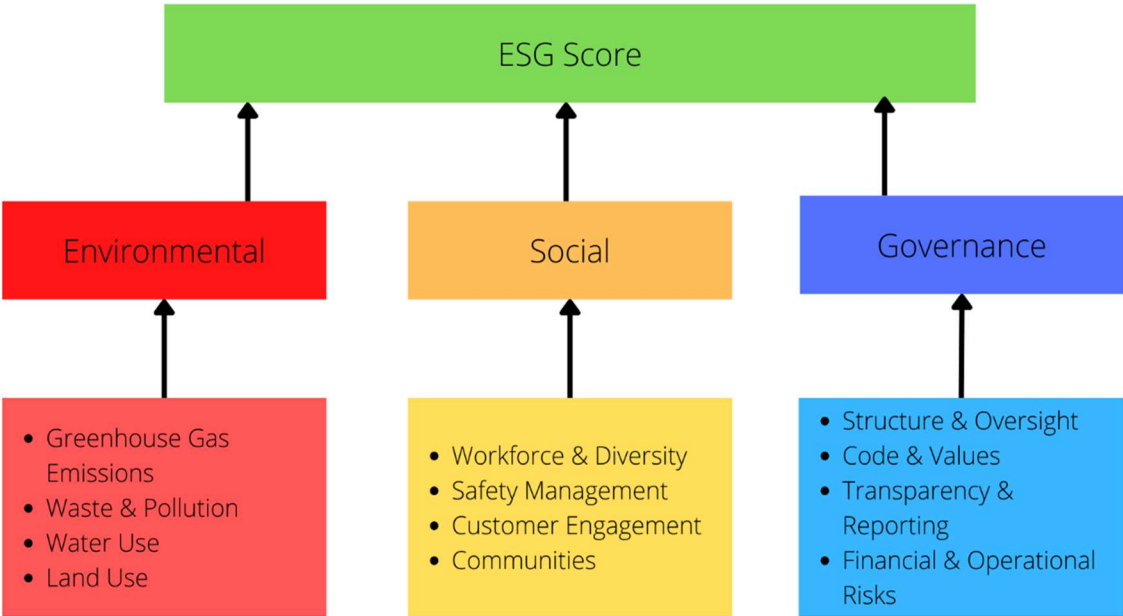 ESG Score
Environmental
Social
Governance
• Greenhouse Gas
Emissions
• Waste & Pollution
• Water Use
• Land Use
• Workforce & Diversity
• Safety Management
• Customer Engagement
• Communities
• Structure & Oversight
• Code & Values
• Transparency &
Reporting
• Financial & Operational
Risks